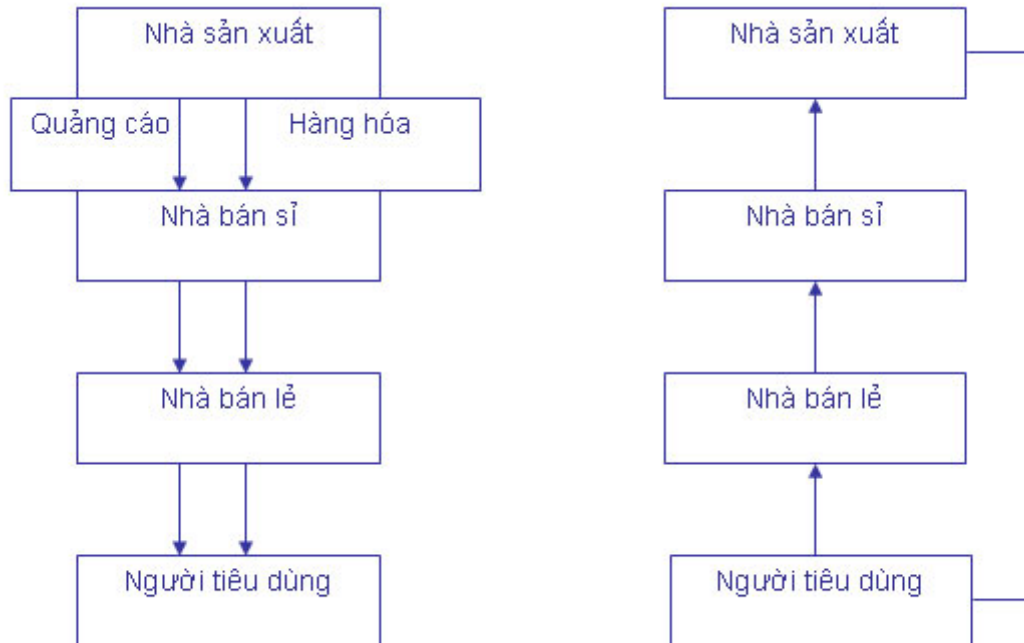 Nhà sản xuất
Quảng cáo
Hàng hóa
Nhà bán sỉ
Nhà bán lẻ
Người tiêu dùng
Nhà sản xuất
Nhà bán sỉ
Nhà bán lẻ
Người tiêu dùng